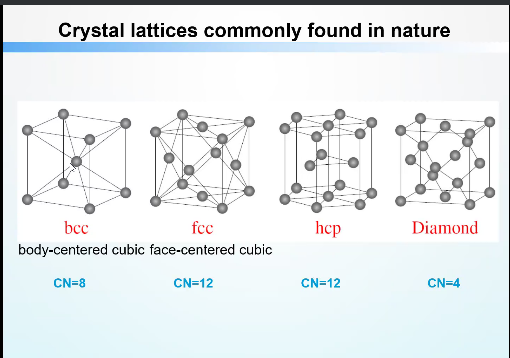 Crystal lattices commonly found in nature
bcc fcc hcp Diamond
body-centered cubic face-centered cubic
CN=8 CN=12 CN=12 CN=4